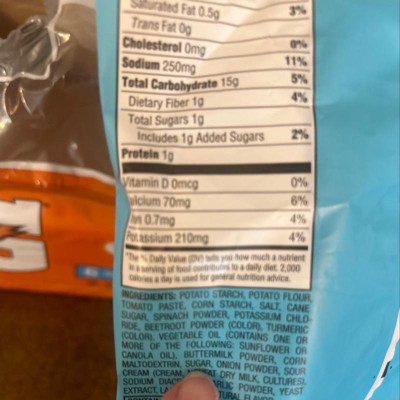 Saturated Fat 0.5g 3%
Trans Fat 0g
Cholesterol 0mg 0%
Sodium 250mg 11%
Total Carbohydrate 15g 5%
Dietary Fiber 1g 4%
Total Sugars 1g
Includes 1g Added Sugars 2%
Protein 1g
Vitamin D 0mcg 0%
alcium 70mg 6%
0.7mg 4%
Potassium 210mg 4%
*The % Daily Value (DV) tells you how much a nutrient
in a serving of food contributes to a daily diet. 2,000
calories a day is used for general nutrition advice.
INGREDIENTS: POTATO STARCH, POTATO FLOUR,
TOMATO PASTE, CORN STARCH, SALT, CANE
SUGAR, SPINACH POWDER, POTASSIUM CHLO-
RIDE, BEETROOT POWDER (COLOR), TURMERIC
(COLOR), VEGETABLE OIL (CONTAINS ONE OR
MORE OF THE FOLLOWING: SUNFLOWER OR
CANOLA OIL), BUTTERMILK POWDER, CORN
MALTODEXTRIN, SUGAR, ONION POWDER, SOUR
CREAM (CREAM, DRY MILK, CULTURES),
SODIUM POWDER, YEAST
EXTRACT,